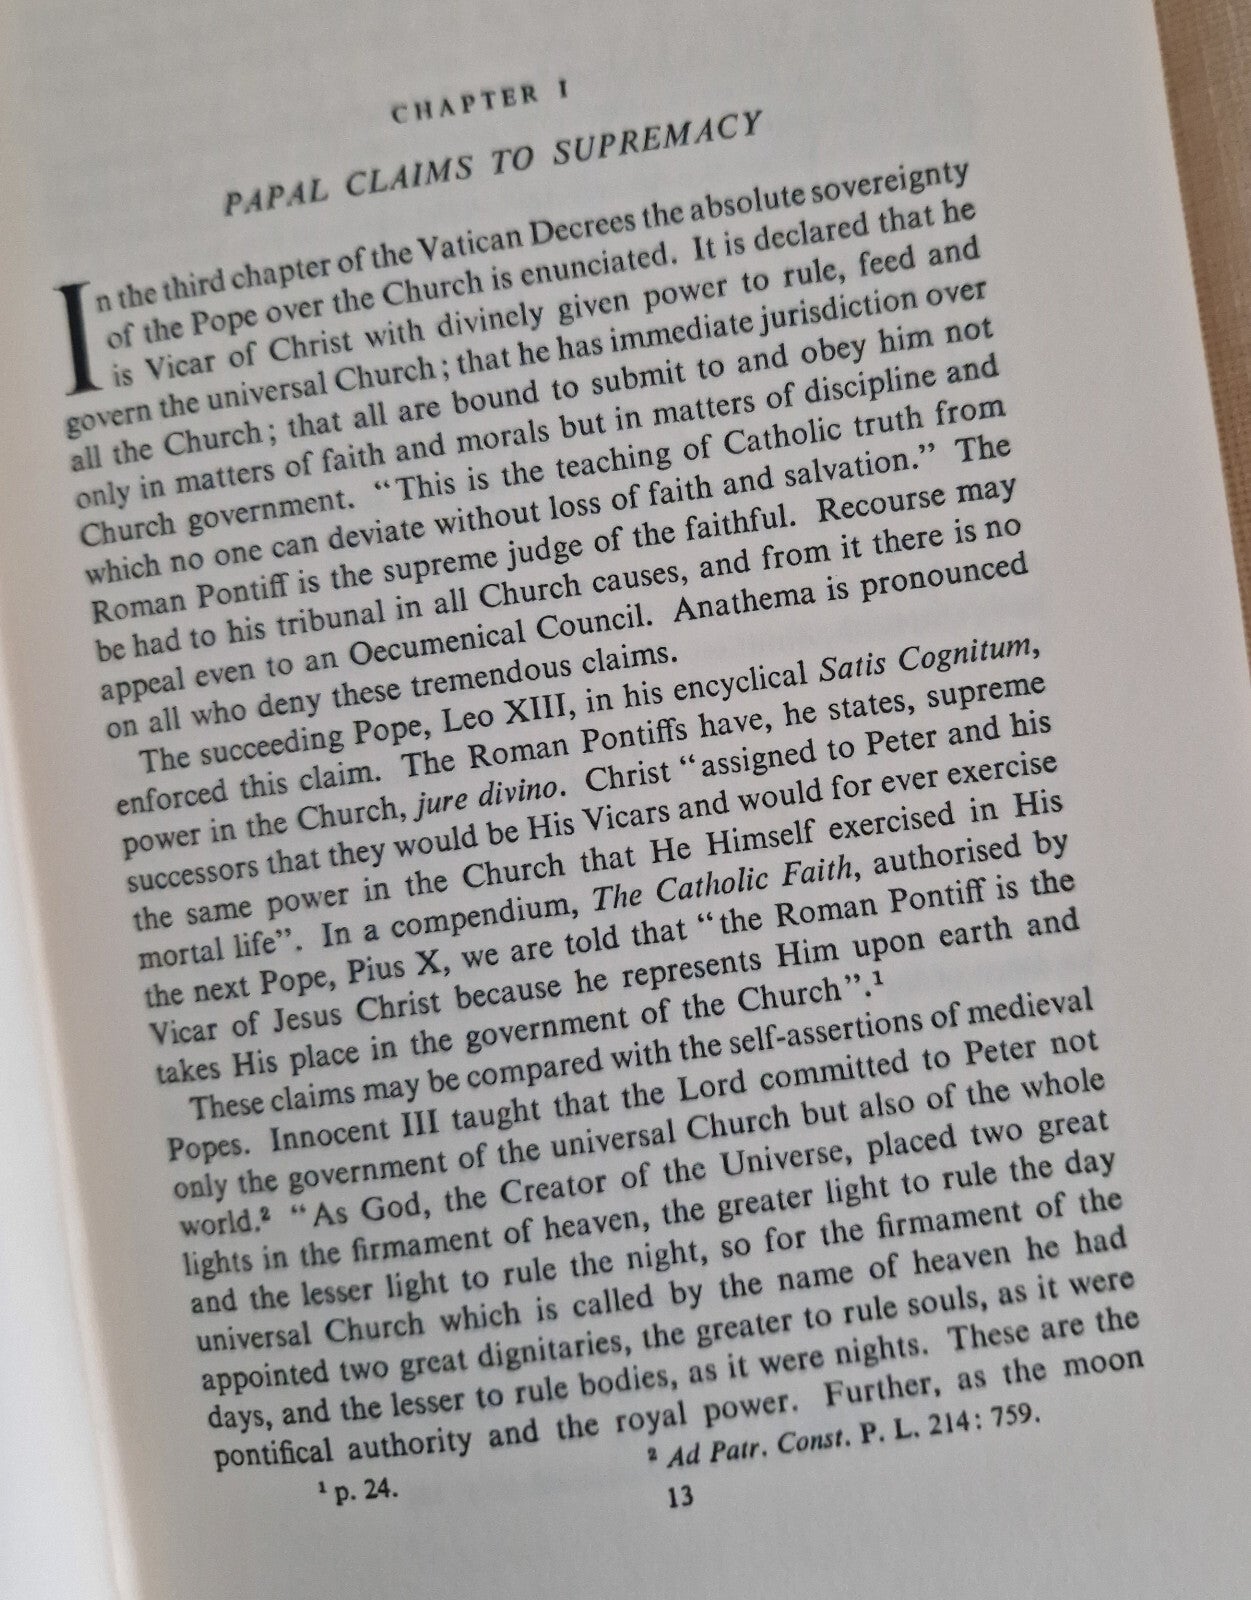 CHAPTER I
PAPAL CLAIMS TO SUPREMACY
In the third chapter of the Vatican Decrees the absolute sovereignty
of the Pope over the Church is enunciated. It is declared that he
is Vicar of Christ with divinely given power to rule, feed and
govern the universal Church; that he has immediate jurisdiction over
all the Church; that all are bound to submit to and obey him not
only in matters of faith and morals but in matters of discipline and
Church government. “This is the teaching of Catholic truth from
which no one can deviate without loss of faith and salvation.” The
Roman Pontiff is the supreme judge of the faithful. Recourse may
be had to his tribunal in all Church causes, and from it there is no
appeal even to an Oecumenical Council. Anathema is pronounced
on all who deny these tremendous claims.
The succeeding Pope, Leo XIII, in his encyclical Satis Cognitum,
enforced this claim. The Roman Pontiffs have, he states, supreme
power in the Church, jure divino. Christ “assigned to Peter and his
successors that they would be His Vicars and would for ever exercise
the same power in the Church that He Himself exercised in His
mortal life”. In a compendium, The Catholic Faith, authorised by
the next Pope, Pius X, we are told that “the Roman Pontiff is the
Vicar of Jesus Christ because he represents Him upon earth and
takes His place in the government of the Church”.¹
These claims may be compared with the self-assertions of medieval
Popes. Innocent III taught that the Lord committed to Peter not
only the government of the universal Church but also of the whole
world.² “As God, the Creator of the Universe, placed two great
lights in the firmament of heaven, the greater light to rule the day
and the lesser light to rule the night, so for the firmament of the
universal Church which is called by the name of heaven he had
appointed two great dignitaries, the greater to rule souls, as it were
days, and the lesser to rule bodies, as it were nights. These are the
pontifical authority and the royal power. Further, as the moon
¹ p. 24. ² Ad Patr. Const. P. L. 214: 759.
13